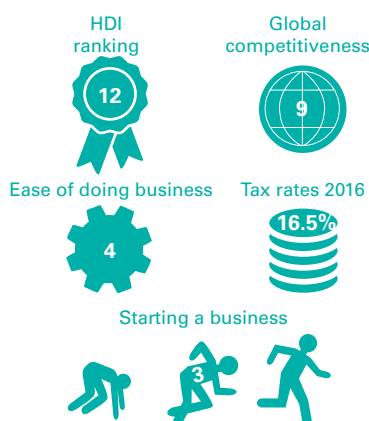 HDI
ranking
12
Global
competitiveness
9
Ease of doing business
4
Tax rates 2016
16.5%
Starting a business
3